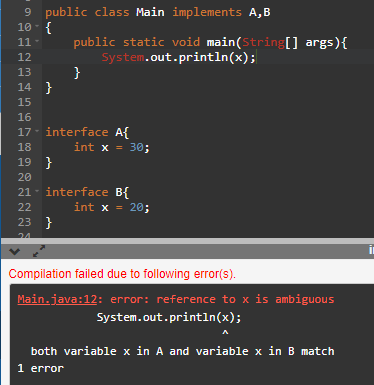 9 public class Main implements A,B
10 {
11 public static void main(String[] args){
12 System.out.println(x);
13 }
14 }
15
16
17 interface A{
18 int x = 30;
19 }
20
21 interface B{
22 int x = 20;
23 }
24
Compilation failed due to following error(s).
Main.java:12: error: reference to x is ambiguous
System.out.println(x);
^
both variable x in A and variable x in B match
1 error